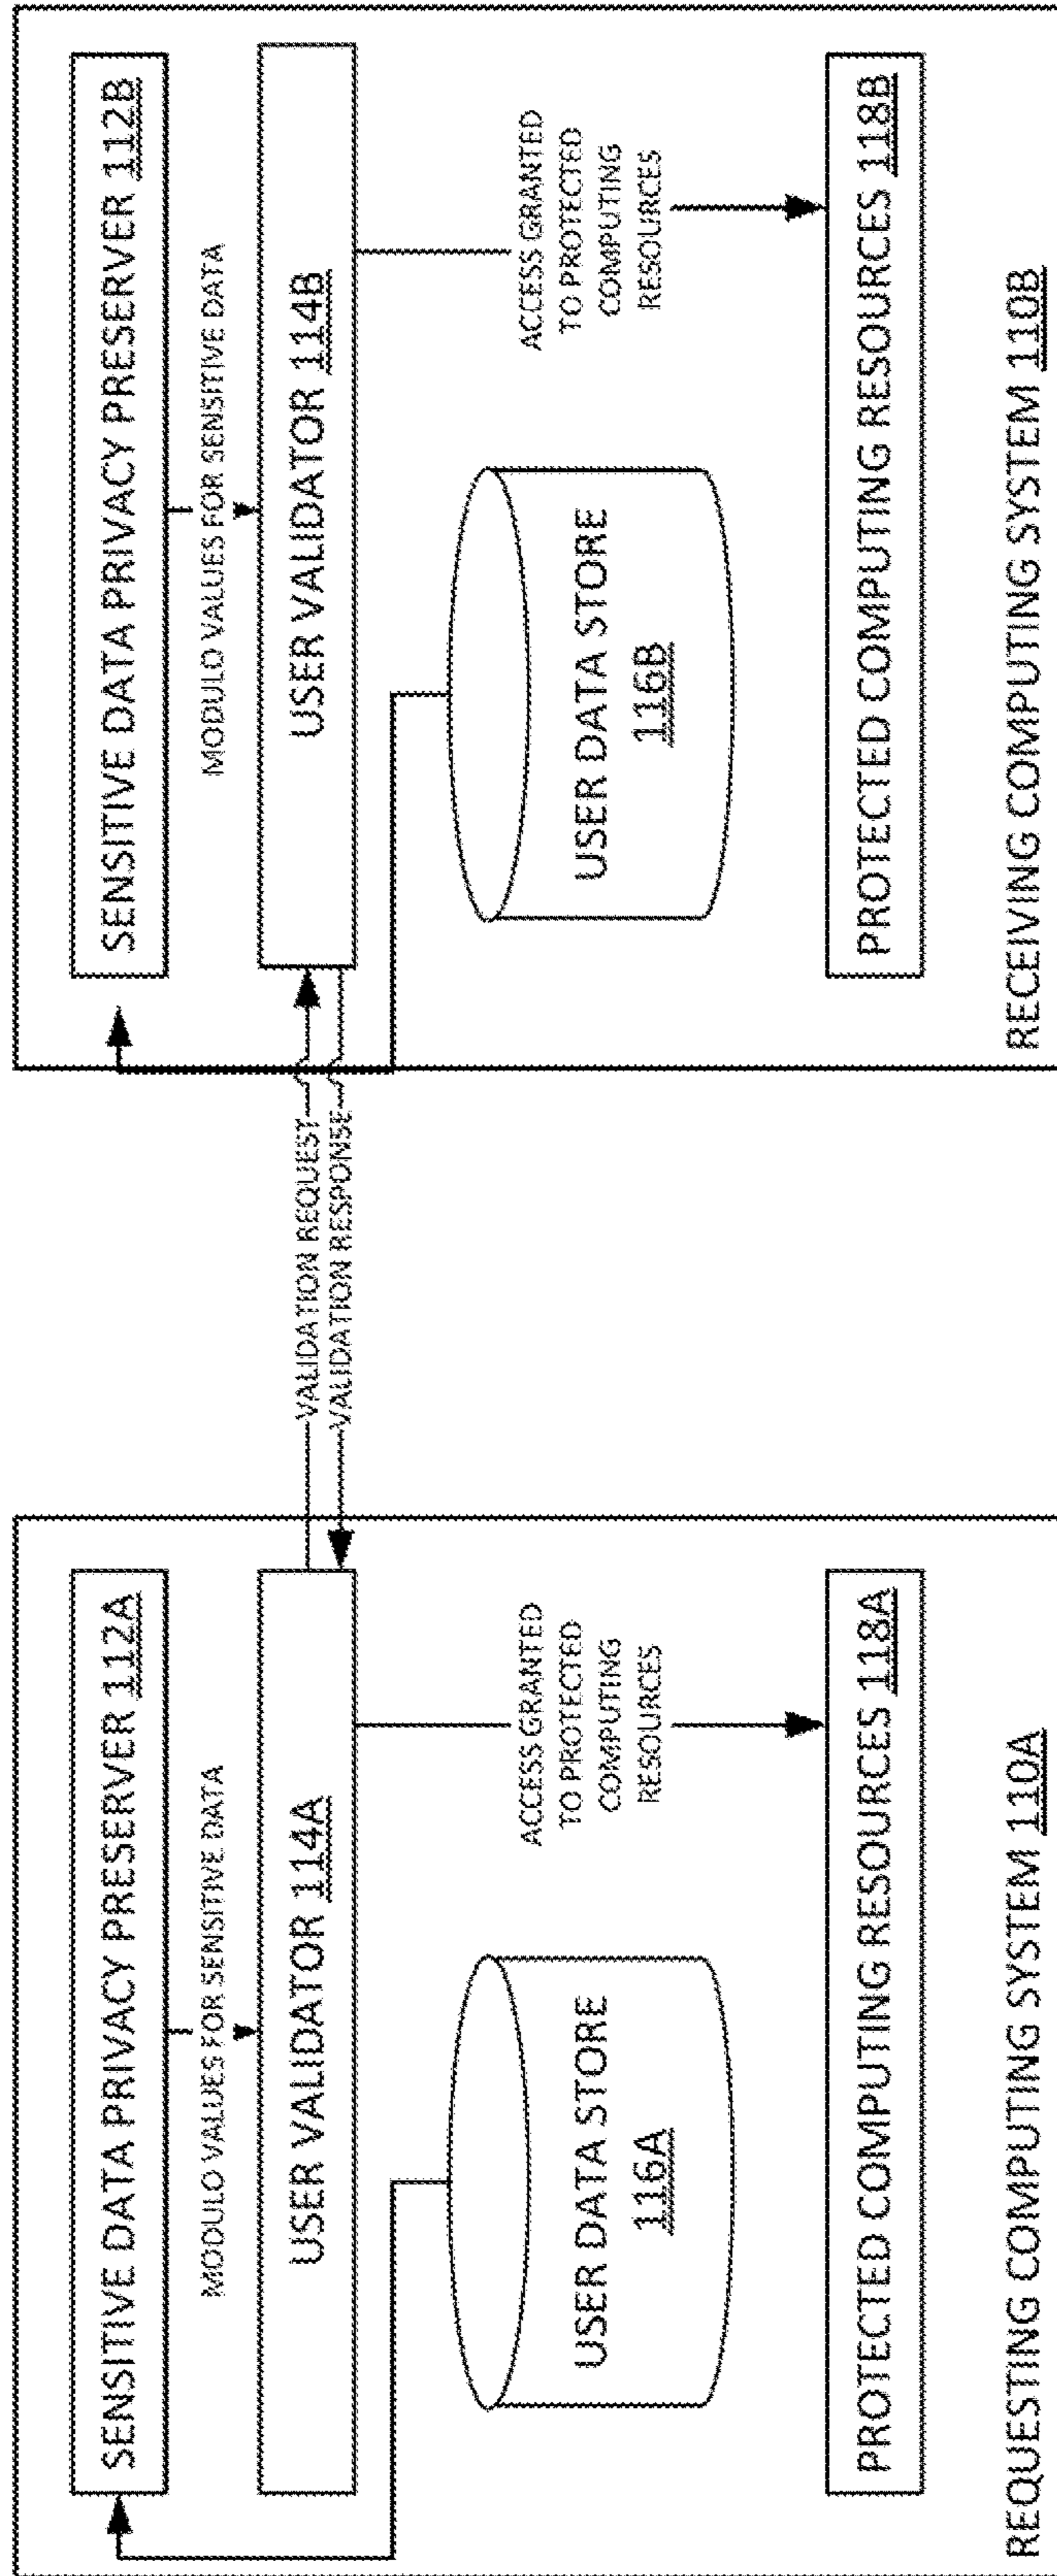 SENSITIVE DATA PRIVACY PRESERVER 112A
MODULO VALUES FOR SENSITIVE DATA
USER VALIDATOR 114A
ACCESS GRANTED
TO PROTECTED
COMPUTING
RESOURCES
USER DATA STORE
116A
PROTECTED COMPUTING RESOURCES 118A
REQUESTING COMPUTING SYSTEM 110A
VALIDATION REQUEST
VALIDATION RESPONSE
SENSITIVE DATA PRIVACY PRESERVER 112B
MODULO VALUES FOR SENSITIVE DATA
USER VALIDATOR 114B
ACCESS GRANTED
TO PROTECTED
COMPUTING
RESOURCES
USER DATA STORE
116B
PROTECTED COMPUTING RESOURCES 118B
RECEIVING COMPUTING SYSTEM 110B